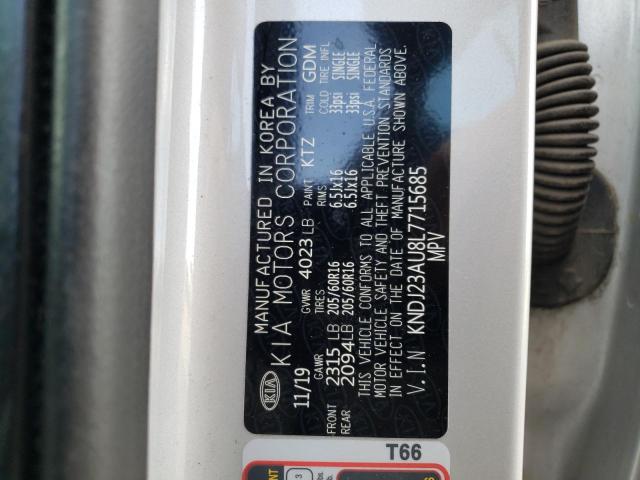 KIA
MANUFACTURED IN KOREA BY
KIA MOTORS CORPORATION
11/19 GVWR 4023 LB PAINT KTZ TRIM GDM
GAWR TIRES RIMS COLD TIRE INFL
FRONT 2315 LB 205/60R16 6.5Jx16 33psi SINGLE
REAR 2094 LB 205/60R16 6.5Jx16 33psi SINGLE
THIS VEHICLE CONFORMS TO ALL APPLICABLE U.S.A. FEDERAL
MOTOR VEHICLE SAFETY AND THEFT PREVENTION STANDARDS
IN EFFECT ON THE DATE OF MANUFACTURE SHOWN ABOVE.
V.I.N KNDJ23AU8L7715685
MPV
T66